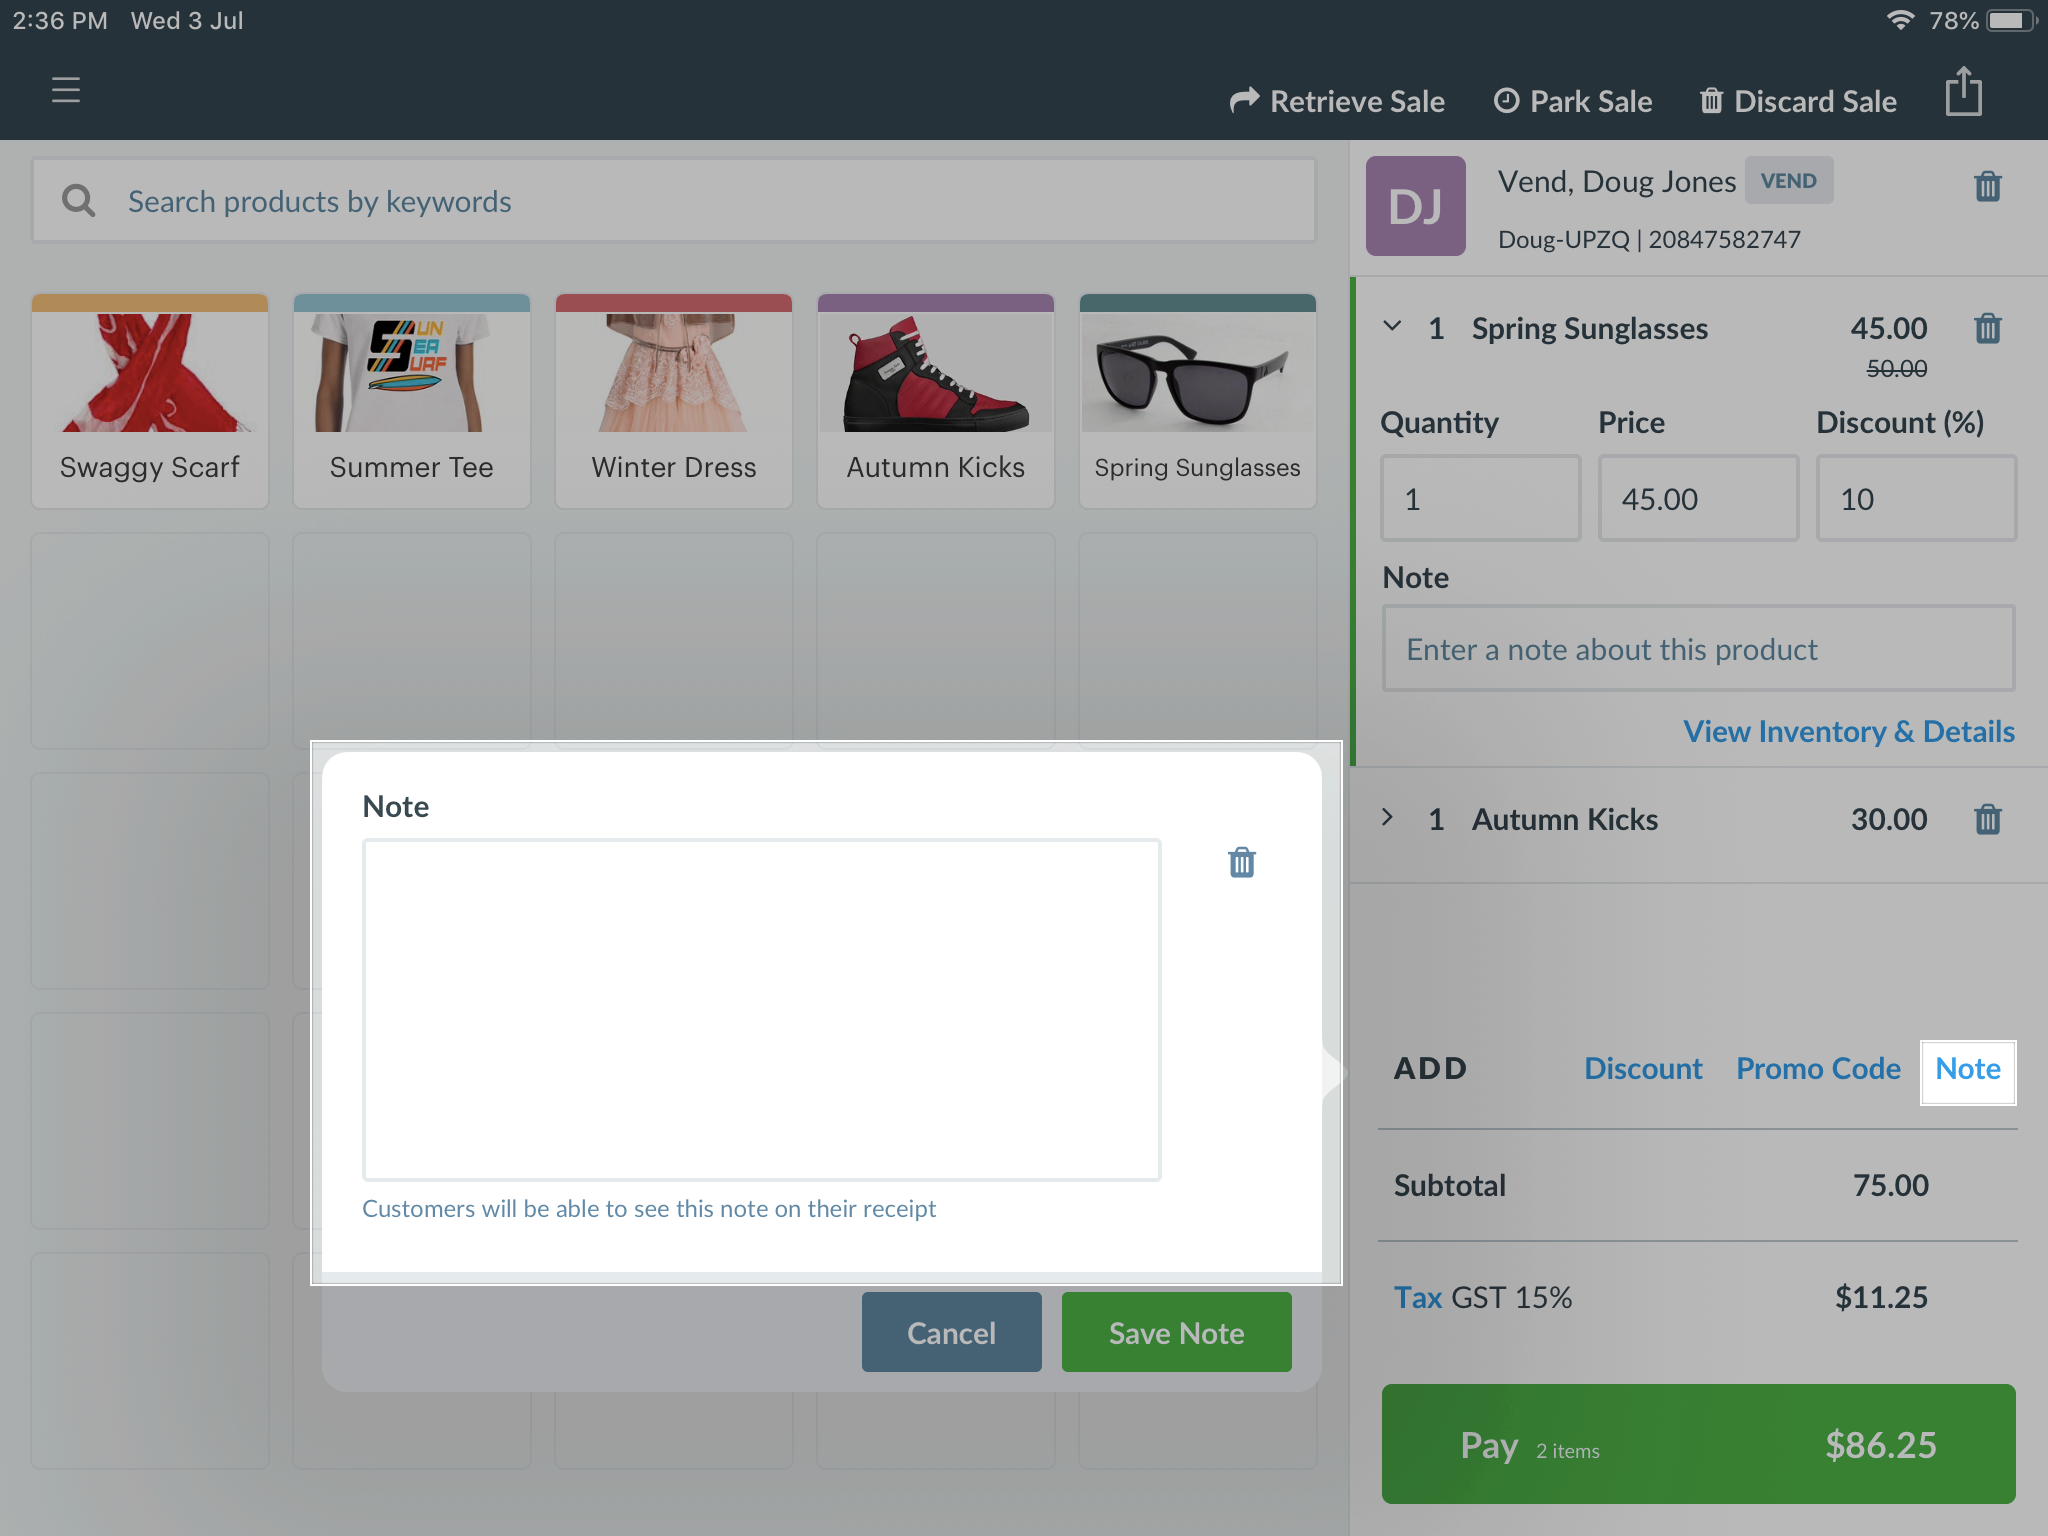 2:36 PM Wed 3 Jul
78%
Retrieve Sale Park Sale Discard Sale
Search products by keywords
Swaggy Scarf
SUN
SEA
SURF
Summer Tee
Winter Dress
Autumn Kicks
Spring Sunglasses
DJ
Vend, Doug Jones VEND
Doug-UPZQ | 20847582747
1 Spring Sunglasses 45.00
50.00
Quantity Price Discount (%)
1 45.00 10
Note
Enter a note about this product
View Inventory & Details
1 Autumn Kicks 30.00
Note
Customers will be able to see this note on their receipt
Cancel Save Note
ADD Discount Promo Code Note
Subtotal 75.00
Tax GST 15% $11.25
Pay 2 items $86.25